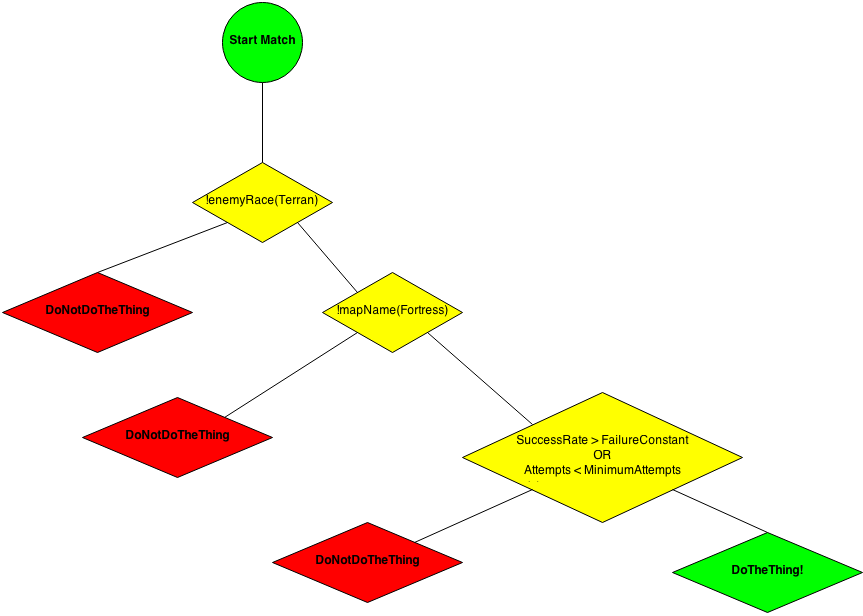 Start Match
!enemyRace(Terran)
DoNotDoTheThing
!mapName(Fortress)
DoNotDoTheThing
SuccessRate > FailureConstant
OR
Attempts < MinimumAttempts
DoNotDoTheThing
DoTheThing!